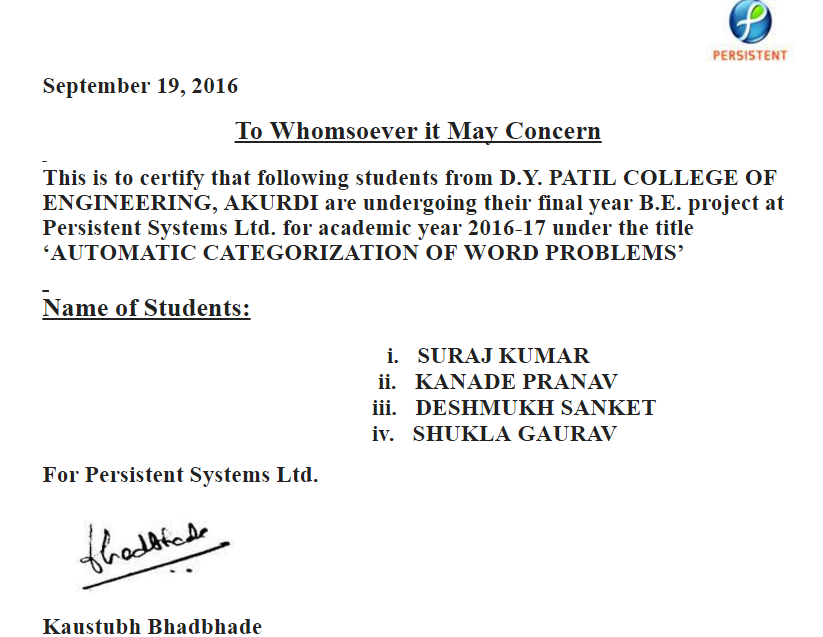 PERSISTENT
September 19, 2016
To Whomsoever it May Concern
This is to certify that following students from D.Y. PATIL COLLEGE OF
ENGINEERING, AKURDI are undergoing their final year B.E. project at
Persistent Systems Ltd. for academic year 2016-17 under the title
‘AUTOMATIC CATEGORIZATION OF WORD PROBLEMS’
Name of Students:
i. SURAJ KUMAR
ii. KANADE PRANAV
iii. DESHMUKH SANKET
iv. SHUKLA GAURAV
For Persistent Systems Ltd.
Bhadbhade
Kaustubh Bhadbhade